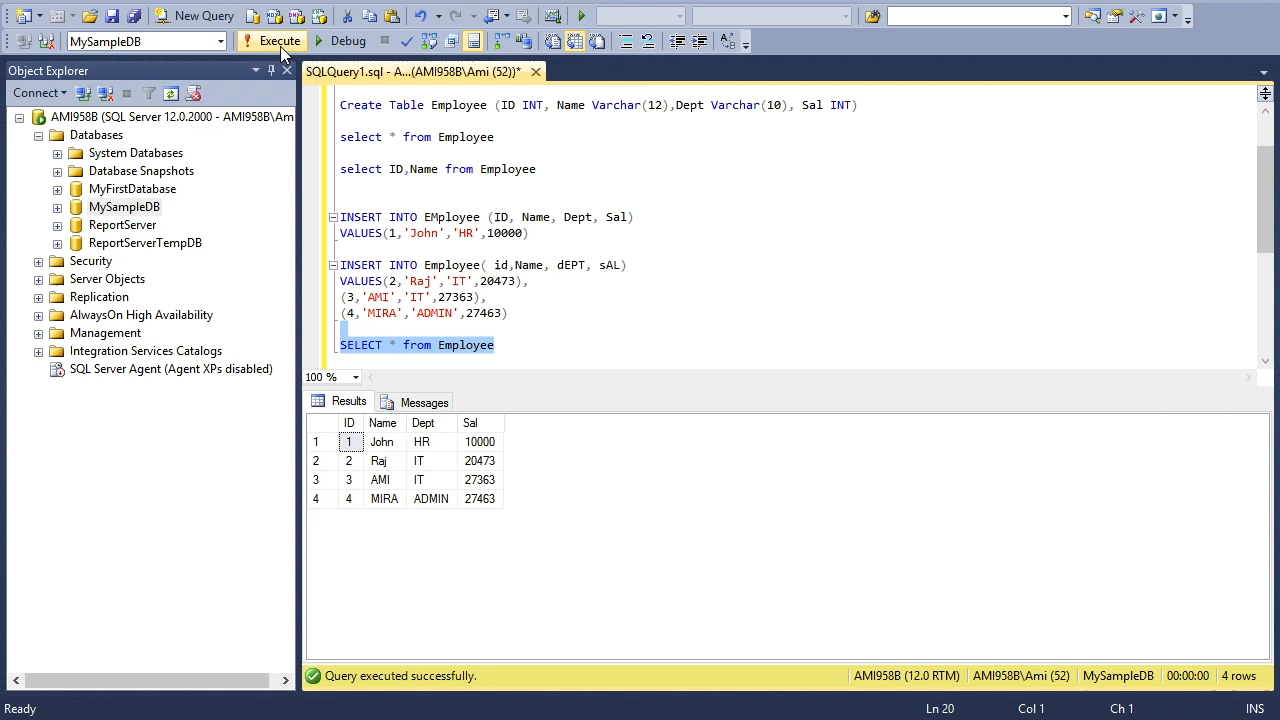 New Query
MySampleDB
Execute
Debug
Object Explorer
Connect
AMI958B (SQL Server 12.0.2000 - AMI958B\Am
Databases
System Databases
Database Snapshots
MyFirstDatabase
MySampleDB
ReportServer
ReportServerTempDB
Security
Server Objects
Replication
AlwaysOn High Availability
Management
Integration Services Catalogs
SQL Server Agent (Agent XPs disabled)
SQLQuery1.sql - A...(AMI958B\Ami (52))*
Create Table Employee (ID INT, Name Varchar(12),Dept Varchar(10), Sal INT)
select * from Employee
select ID,Name from Employee
INSERT INTO EMployee (ID, Name, Dept, Sal)
VALUES(1,'John','HR',10000)
INSERT INTO Employee( id,Name, dEPT, sAL)
VALUES(2,'Raj','IT',20473),
(3,'AMI','IT',27363),
(4,'MIRA','ADMIN',27463)
SELECT * from Employee
100 %
Results Messages
ID Name Dept Sal
1 1 John HR 10000
2 2 Raj IT 20473
3 3 AMI IT 27363
4 4 MIRA ADMIN 27463
Query executed successfully. AMI958B (12.0 RTM) AMI958B\Ami (52) MySampleDB 00:00:00 4 rows
Ready Ln 20 Col 1 Ch 1 INS